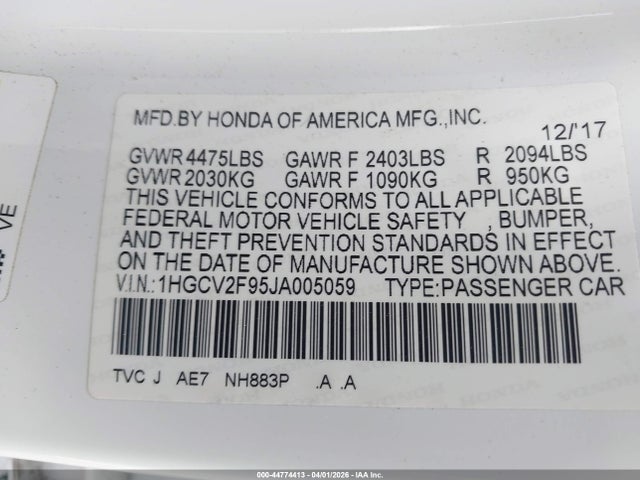 MFD.BY HONDA OF AMERICA MFG.,INC.
12/'17
GVWR 4475LBS GAWR F 2403LBS R 2094LBS
GVWR 2030KG GAWR F 1090KG R 950KG
THIS VEHICLE CONFORMS TO ALL APPLICABLE
FEDERAL MOTOR VEHICLE SAFETY , BUMPER,
AND THEFT PREVENTION STANDARDS IN EFFECT
ON THE DATE OF MANUFACTURE SHOWN ABOVE.
V.I.N.:1HGCV2F95JA005059 TYPE:PASSENGER CAR
TVC J AE7 NH883P .A .A
VE
000-44774413 - 04/01/2026 - IAA Inc.